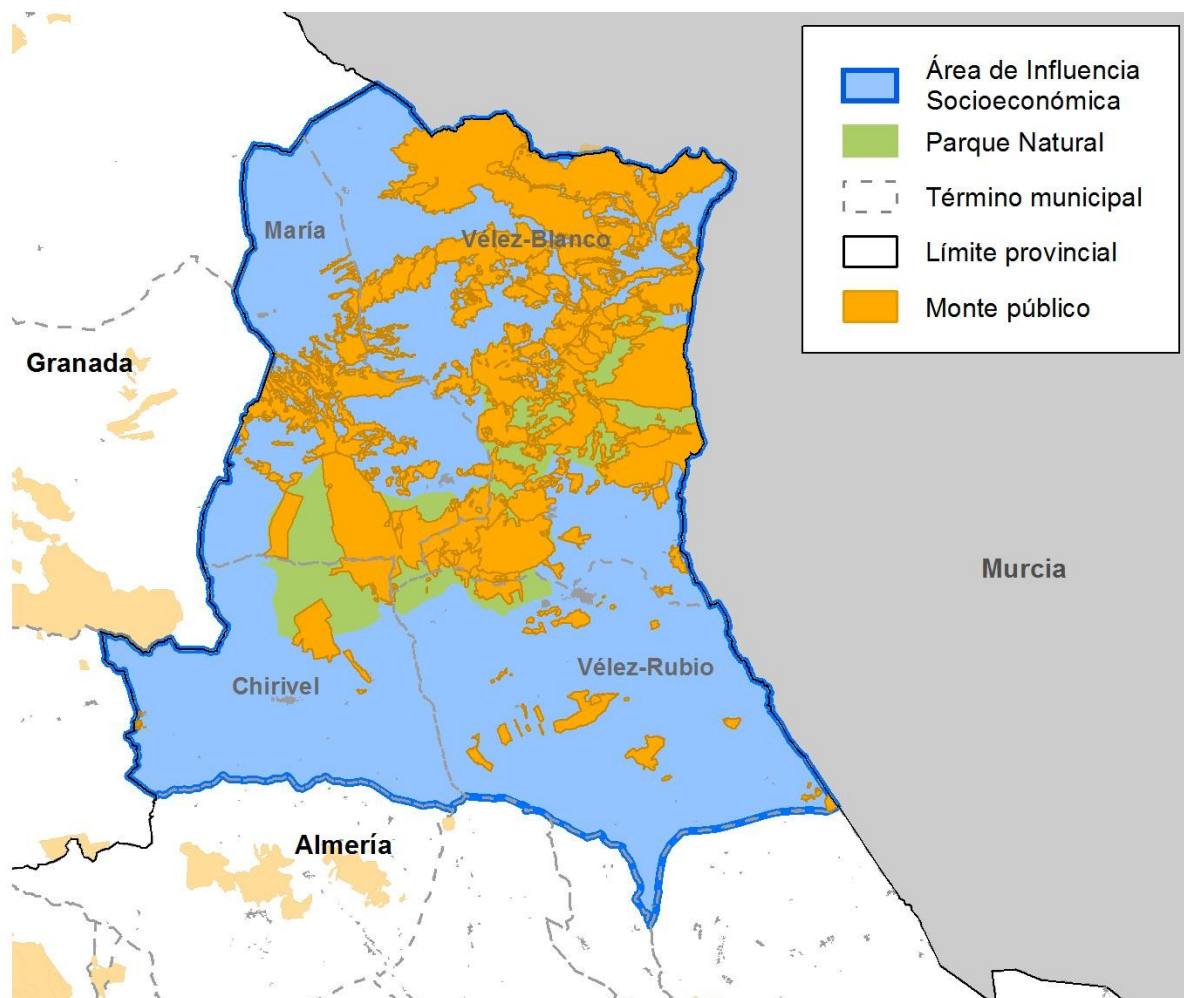 Área de Influencia
Socioeconómica
Parque Natural
Término municipal
Límite provincial
Monte público
María
Vélez-Blanco
Granada
Murcia
Chirivel
Vélez-Rubio
Almería